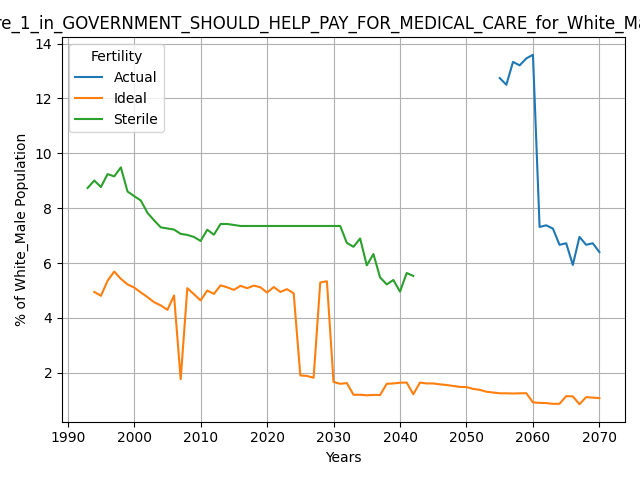 re_1_in_GOVERNMENT_SHOULD_HELP_PAY_FOR_MEDICAL_CARE_for_White_Ma
Fertility
Actual
Ideal
Sterile
% of White_Male Population
14
12
10
8
6
4
2
1990 2000 2010 2020 2030 2040 2050 2060 2070
Years